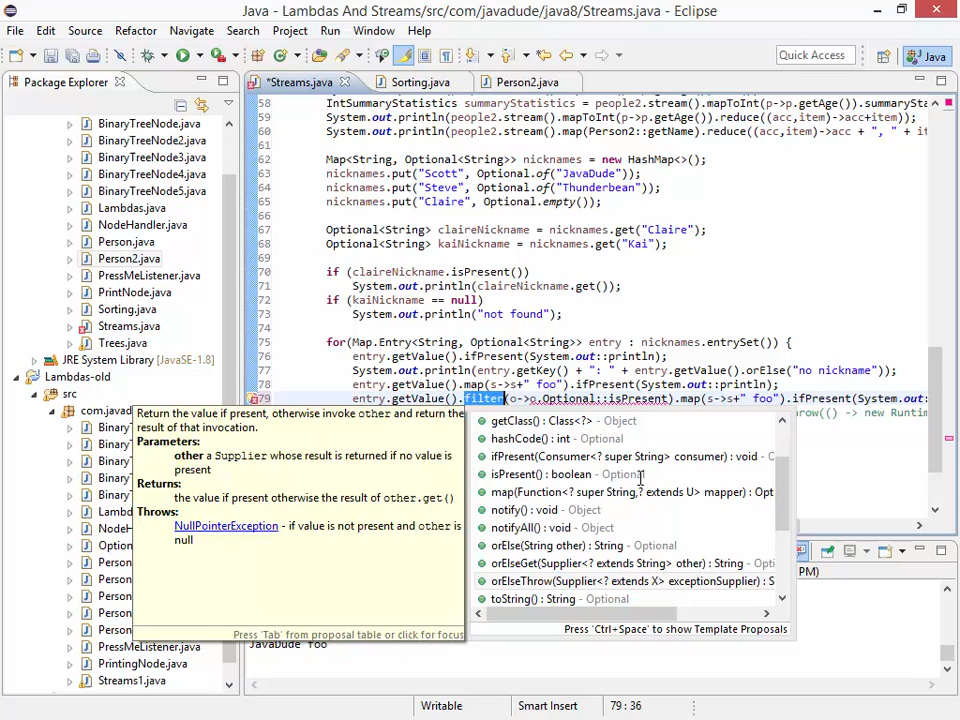 Java - Lambdas And Streams/src/com/javadude/java8/Streams.java - Eclipse
File Edit Source Refactor Navigate Search Project Run Window Help
Quick Access Java
Package Explorer
*Streams.java Sorting.java Person2.java
BinaryTreeNode.java
BinaryTreeNode2.java
BinaryTreeNode3.java
BinaryTreeNode4.java
BinaryTreeNode5.java
Lambdas.java
NodeHandler.java
Person.java
Person2.java
PressMeListener.java
PrintNode.java
Sorting.java
Streams.java
Trees.java
JRE System Library [JavaSE-1.8]
Lambdas-old
src
com.javad
Binary
Binary
Binary
Binary
Binary
Lambd
NodeH
Option
Person
Person
Person
Person
Person
PressMeListener.java
PrintingNode.java
Streams1.java
58 IntSummaryStatistics summaryStatistics = people2.stream().mapToInt(p->p.getAge()).summarySta
59 System.out.println(people2.stream().mapToInt(p->p.getAge()).reduce((acc,item)->acc+item));
60 System.out.println(people2.stream().map(Person2::getName).reduce((acc,item)->acc + ", " + it
61
62 Map<String, Optional<String>> nicknames = new HashMap<>();
63 nicknames.put("Scott", Optional.of("JavaDude"));
64 nicknames.put("Steve", Optional.of("Thunderbean"));
65 nicknames.put("Claire", Optional.empty());
66
67 Optional<String> claireNickname = nicknames.get("Claire");
68 Optional<String> kaiNickname = nicknames.get("Kai");
69
70 if (claireNickname.isPresent())
71 System.out.println(claireNickname.get());
72 if (kaiNickname == null)
73 System.out.println("not found");
74
75 for(Map.Entry<String, Optional<String>> entry : nicknames.entrySet()) {
76 entry.getValue().ifPresent(System.out::println);
77 System.out.println(entry.getKey() + ": " + entry.getValue().orElse("no nickname"));
78 entry.getValue().map(s->s+" foo").ifPresent(System.out::println);
79 entry.getValue().filter(o->o.Optional::isPresent).map(s->s+" foo").ifPresent(System.out:
hrow(() -> new Runtim
Return the value if present, otherwise invoke other and return the
result of that invocation.
Parameters:
other a Supplier whose result is returned if no value is
present
Returns:
the value if present otherwise the result of other.get()
Throws:
NullPointerException - if value is not present and other is
null
Press 'Tab' from proposal table or click for focus
getClass() : Class<?> - Object
hashCode() : int - Optional
ifPresent(Consumer<? super String> consumer) : void - C
isPresent() : boolean - Optional
map(Function<? super String,? extends U> mapper) : Opt
notify() : void - Object
notifyAll() : void - Object
orElse(String other) : String - Optional
orElseGet(Supplier<? extends String> other) : String - Opti
orElseThrow(Supplier<? extends X> exceptionSupplier) : S
toString() : String - Optional
Press 'Ctrl+Space' to show Template Proposals
PM)
JavaDude foo
Writable Smart Insert 79 : 36